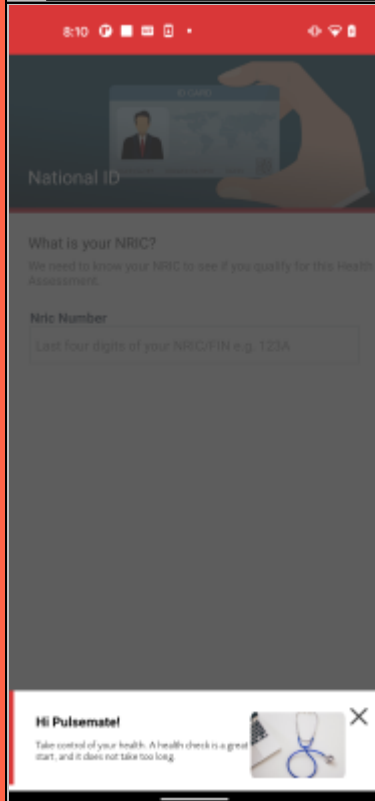 8:10
ID CARD
National ID
What is your NRIC?
We need to know your NRIC to see if you qualify for this Health
Assessment.
Nric Number
Last four digits of your NRIC/FIN e.g. 123A
Hi Pulsemate!
Take control of your health. A health check is a great
start, and it does not take too long.